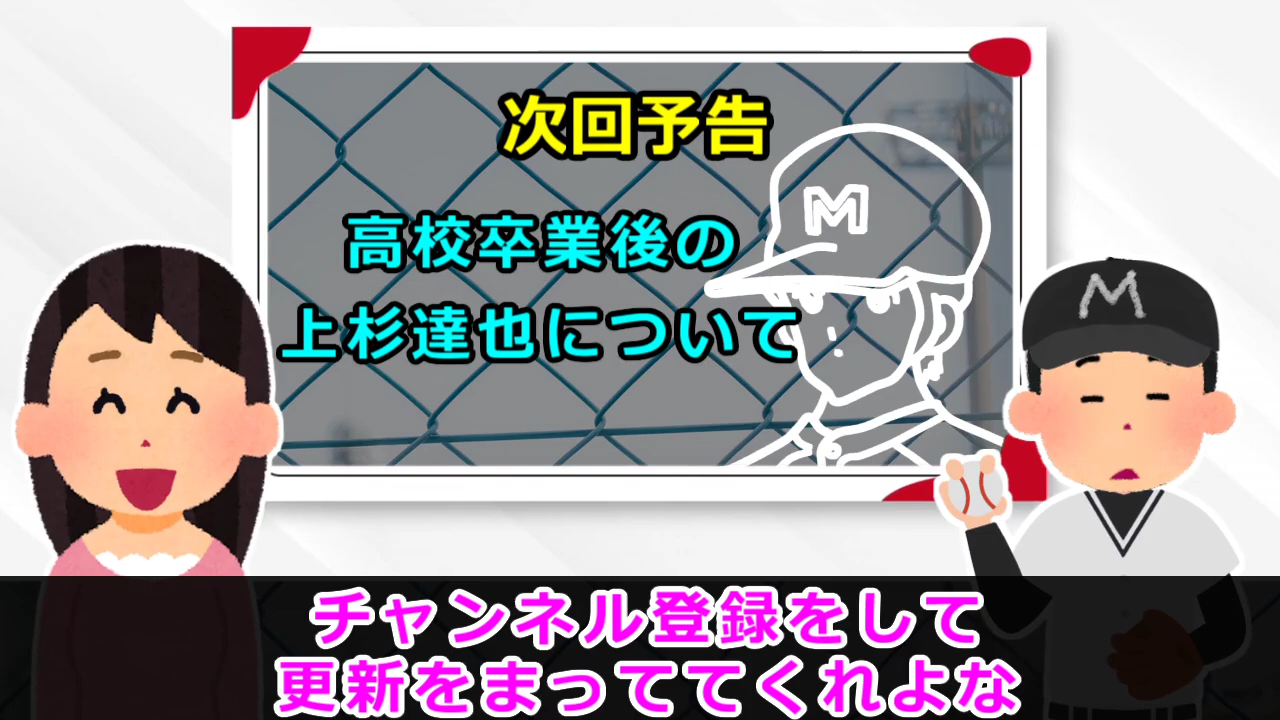 次回予告
M
高校卒業後の
上杉達也について
M
チャンネル登録をして
更新をまっててくれよな